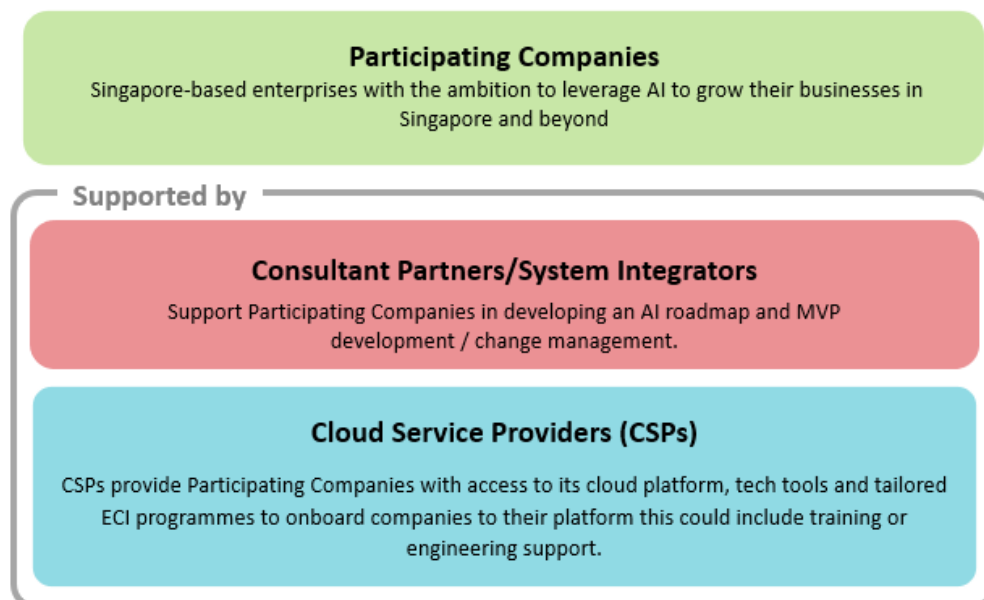 Participating Companies
Singapore-based enterprises with the ambition to leverage AI to grow their businesses in
Singapore and beyond
Supported by
Consultant Partners/System Integrators
Support Participating Companies in developing an AI roadmap and MVP
development / change management.
Cloud Service Providers (CSPs)
CSPs provide Participating Companies with access to its cloud platform, tech tools and tailored
ECI programmes to onboard companies to their platform this could include training or
engineering support.